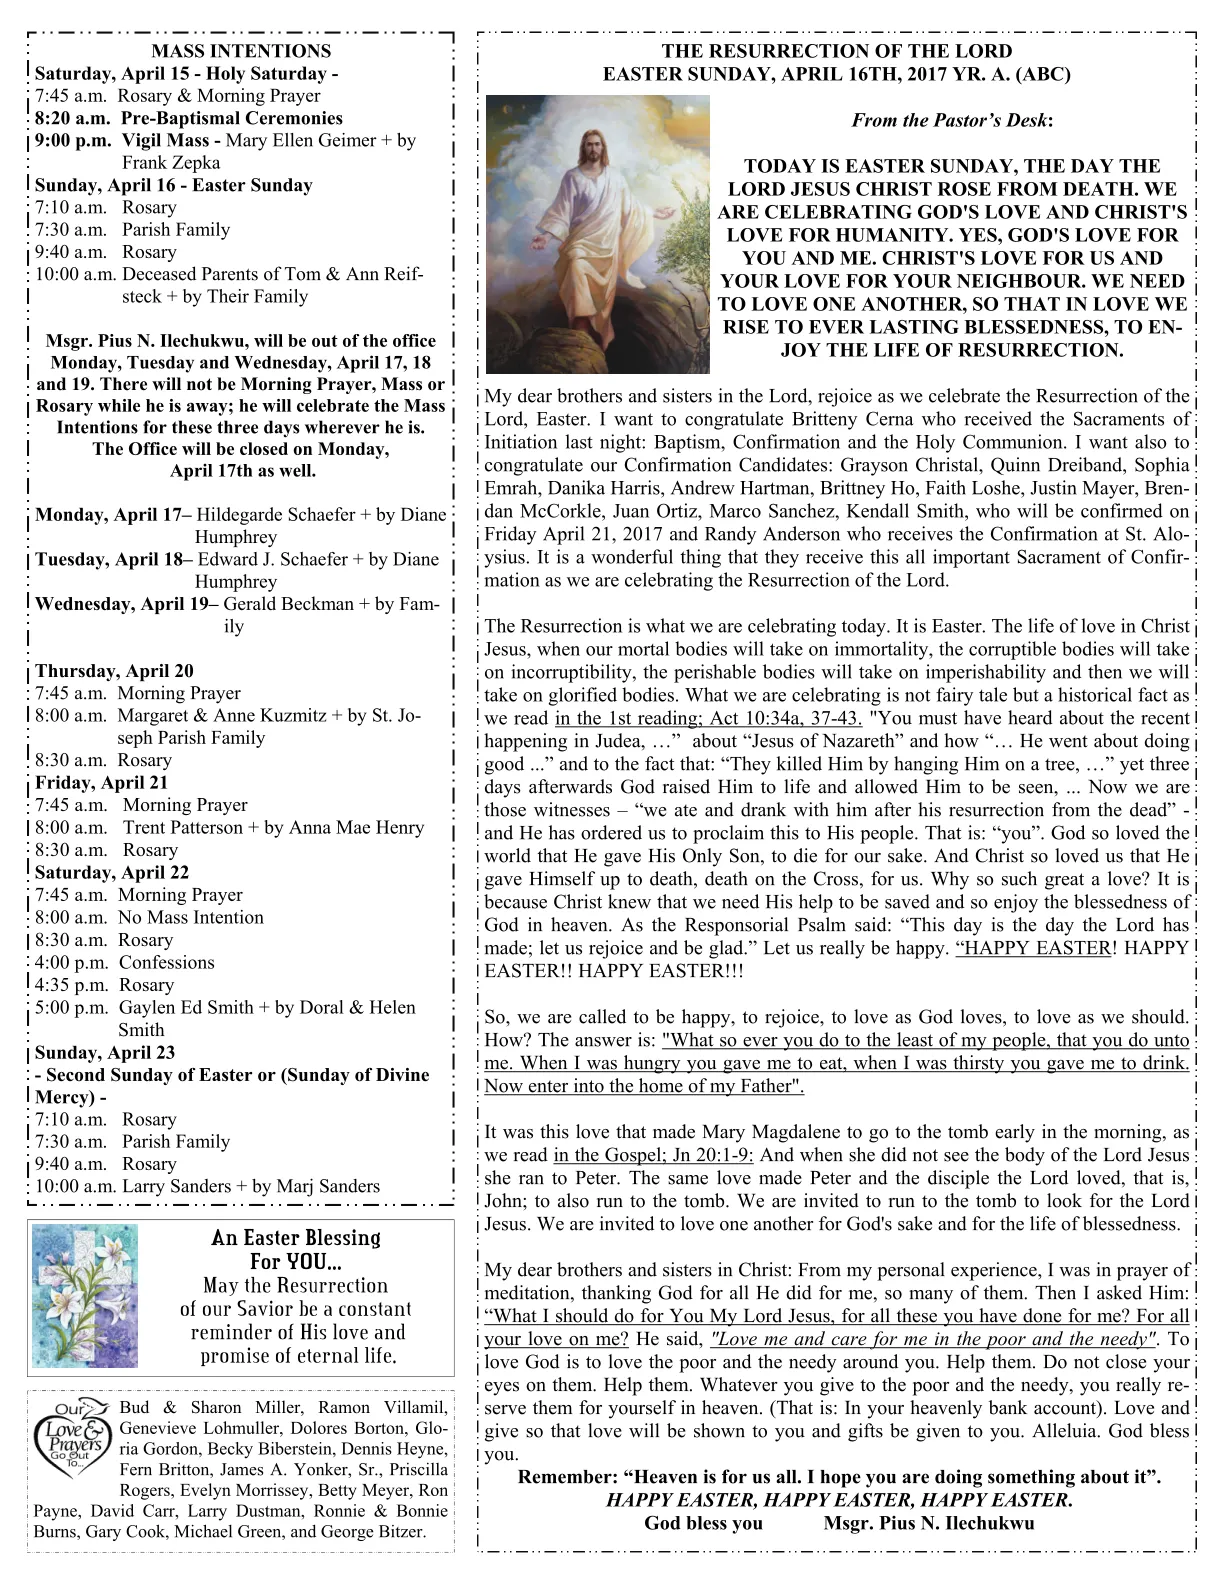 MASS INTENTIONS
Saturday, April 15 - Holy Saturday -
7:45 a.m. Rosary & Morning Prayer
8:20 a.m. Pre-Baptismal Ceremonies
9:00 p.m. Vigil Mass - Mary Ellen Geimer + by
Frank Zepka
Sunday, April 16 - Easter Sunday
7:10 a.m. Rosary
7:30 a.m. Parish Family
9:40 a.m. Rosary
10:00 a.m. Deceased Parents of Tom & Ann Reif-
steck + by Their Family
Msgr. Pius N. Ilechukwu, will be out of the office
Monday, Tuesday and Wednesday, April 17, 18
and 19. There will not be Morning Prayer, Mass or
Rosary while he is away; he will celebrate the Mass
Intentions for these three days wherever he is.
The Office will be closed on Monday,
April 17th as well.
Monday, April 17– Hildegarde Schaefer + by Diane
Humphrey
Tuesday, April 18– Edward J. Schaefer + by Diane
Humphrey
Wednesday, April 19– Gerald Beckman + by Fam-
ily
Thursday, April 20
7:45 a.m. Morning Prayer
8:00 a.m. Margaret & Anne Kuzmitz + by St. Jo-
seph Parish Family
8:30 a.m. Rosary
Friday, April 21
7:45 a.m. Morning Prayer
8:00 a.m. Trent Patterson + by Anna Mae Henry
8:30 a.m. Rosary
Saturday, April 22
7:45 a.m. Morning Prayer
8:00 a.m. No Mass Intention
8:30 a.m. Rosary
4:00 p.m. Confessions
4:35 p.m. Rosary
5:00 p.m. Gaylen Ed Smith + by Doral & Helen
Smith
Sunday, April 23
- Second Sunday of Easter or (Sunday of Divine
Mercy) -
7:10 a.m. Rosary
7:30 a.m. Parish Family
9:40 a.m. Rosary
10:00 a.m. Larry Sanders + by Marj Sanders
An Easter Blessing
For YOU...
May the Resurrection
of our Savior be a constant
reminder of His love and
promise of eternal life.
Our
Love &
Prayers
Go Out
To...
Bud & Sharon Miller, Ramon Villamil,
Genevieve Lohmuller, Dolores Borton, Glo-
ria Gordon, Becky Biberstein, Dennis Heyne,
Fern Britton, James A. Yonker, Sr., Priscilla
Rogers, Evelyn Morrissey, Betty Meyer, Ron
Payne, David Carr, Larry Dustman, Ronnie & Bonnie
Burns, Gary Cook, Michael Green, and George Bitzer.
THE RESURRECTION OF THE LORD
EASTER SUNDAY, APRIL 16TH, 2017 YR. A. (ABC)
From the Pastor’s Desk:
TODAY IS EASTER SUNDAY, THE DAY THE
LORD JESUS CHRIST ROSE FROM DEATH. WE
ARE CELEBRATING GOD'S LOVE AND CHRIST'S
LOVE FOR HUMANITY. YES, GOD'S LOVE FOR
YOU AND ME. CHRIST'S LOVE FOR US AND
YOUR LOVE FOR YOUR NEIGHBOUR. WE NEED
TO LOVE ONE ANOTHER, SO THAT IN LOVE WE
RISE TO EVER LASTING BLESSEDNESS, TO EN-
JOY THE LIFE OF RESURRECTION.
My dear brothers and sisters in the Lord, rejoice as we celebrate the Resurrection of the
Lord, Easter. I want to congratulate Britteny Cerna who received the Sacraments of
Initiation last night: Baptism, Confirmation and the Holy Communion. I want also to
congratulate our Confirmation Candidates: Grayson Christal, Quinn Dreiband, Sophia
Emrah, Danika Harris, Andrew Hartman, Brittney Ho, Faith Loshe, Justin Mayer, Bren-
dan McCorkle, Juan Ortiz, Marco Sanchez, Kendall Smith, who will be confirmed on
Friday April 21, 2017 and Randy Anderson who receives the Confirmation at St. Alo-
ysius. It is a wonderful thing that they receive this all important Sacrament of Confir-
mation as we are celebrating the Resurrection of the Lord.
The Resurrection is what we are celebrating today. It is Easter. The life of love in Christ
Jesus, when our mortal bodies will take on immortality, the corruptible bodies will take
on incorruptibility, the perishable bodies will take on imperishability and then we will
take on glorified bodies. What we are celebrating is not fairy tale but a historical fact as
we read in the 1st reading; Act 10:34a, 37-43. "You must have heard about the recent
happening in Judea, …” about “Jesus of Nazareth” and how “… He went about doing
good ...” and to the fact that: “They killed Him by hanging Him on a tree, …” yet three
days afterwards God raised Him to life and allowed Him to be seen, ... Now we are
those witnesses – “we ate and drank with him after his resurrection from the dead” -
and He has ordered us to proclaim this to His people. That is: “you”. God so loved the
world that He gave His Only Son, to die for our sake. And Christ so loved us that He
gave Himself up to death, death on the Cross, for us. Why so such great a love? It is
because Christ knew that we need His help to be saved and so enjoy the blessedness of
God in heaven. As the Responsorial Psalm said: “This day is the day the Lord has
made; let us rejoice and be glad.” Let us really be happy. “HAPPY EASTER! HAPPY
EASTER!! HAPPY EASTER!!!
So, we are called to be happy, to rejoice, to love as God loves, to love as we should.
How? The answer is: "What so ever you do to the least of my people, that you do unto
me. When I was hungry you gave me to eat, when I was thirsty you gave me to drink.
Now enter into the home of my Father".
It was this love that made Mary Magdalene to go to the tomb early in the morning, as
we read in the Gospel; Jn 20:1-9: And when she did not see the body of the Lord Jesus
she ran to Peter. The same love made Peter and the disciple the Lord loved, that is,
John; to also run to the tomb. We are invited to run to the tomb to look for the Lord
Jesus. We are invited to love one another for God's sake and for the life of blessedness.
My dear brothers and sisters in Christ: From my personal experience, I was in prayer of
meditation, thanking God for all He did for me, so many of them. Then I asked Him:
“What I should do for You My Lord Jesus, for all these you have done for me? For all
your love on me? He said, "Love me and care for me in the poor and the needy". To
love God is to love the poor and the needy around you. Help them. Do not close your
eyes on them. Help them. Whatever you give to the poor and the needy, you really re-
serve them for yourself in heaven. (That is: In your heavenly bank account). Love and
give so that love will be shown to you and gifts be given to you. Alleluia. God bless
you.
Remember: “Heaven is for us all. I hope you are doing something about it”.
HAPPY EASTER, HAPPY EASTER, HAPPY EASTER.
God bless you Msgr. Pius N. Ilechukwu